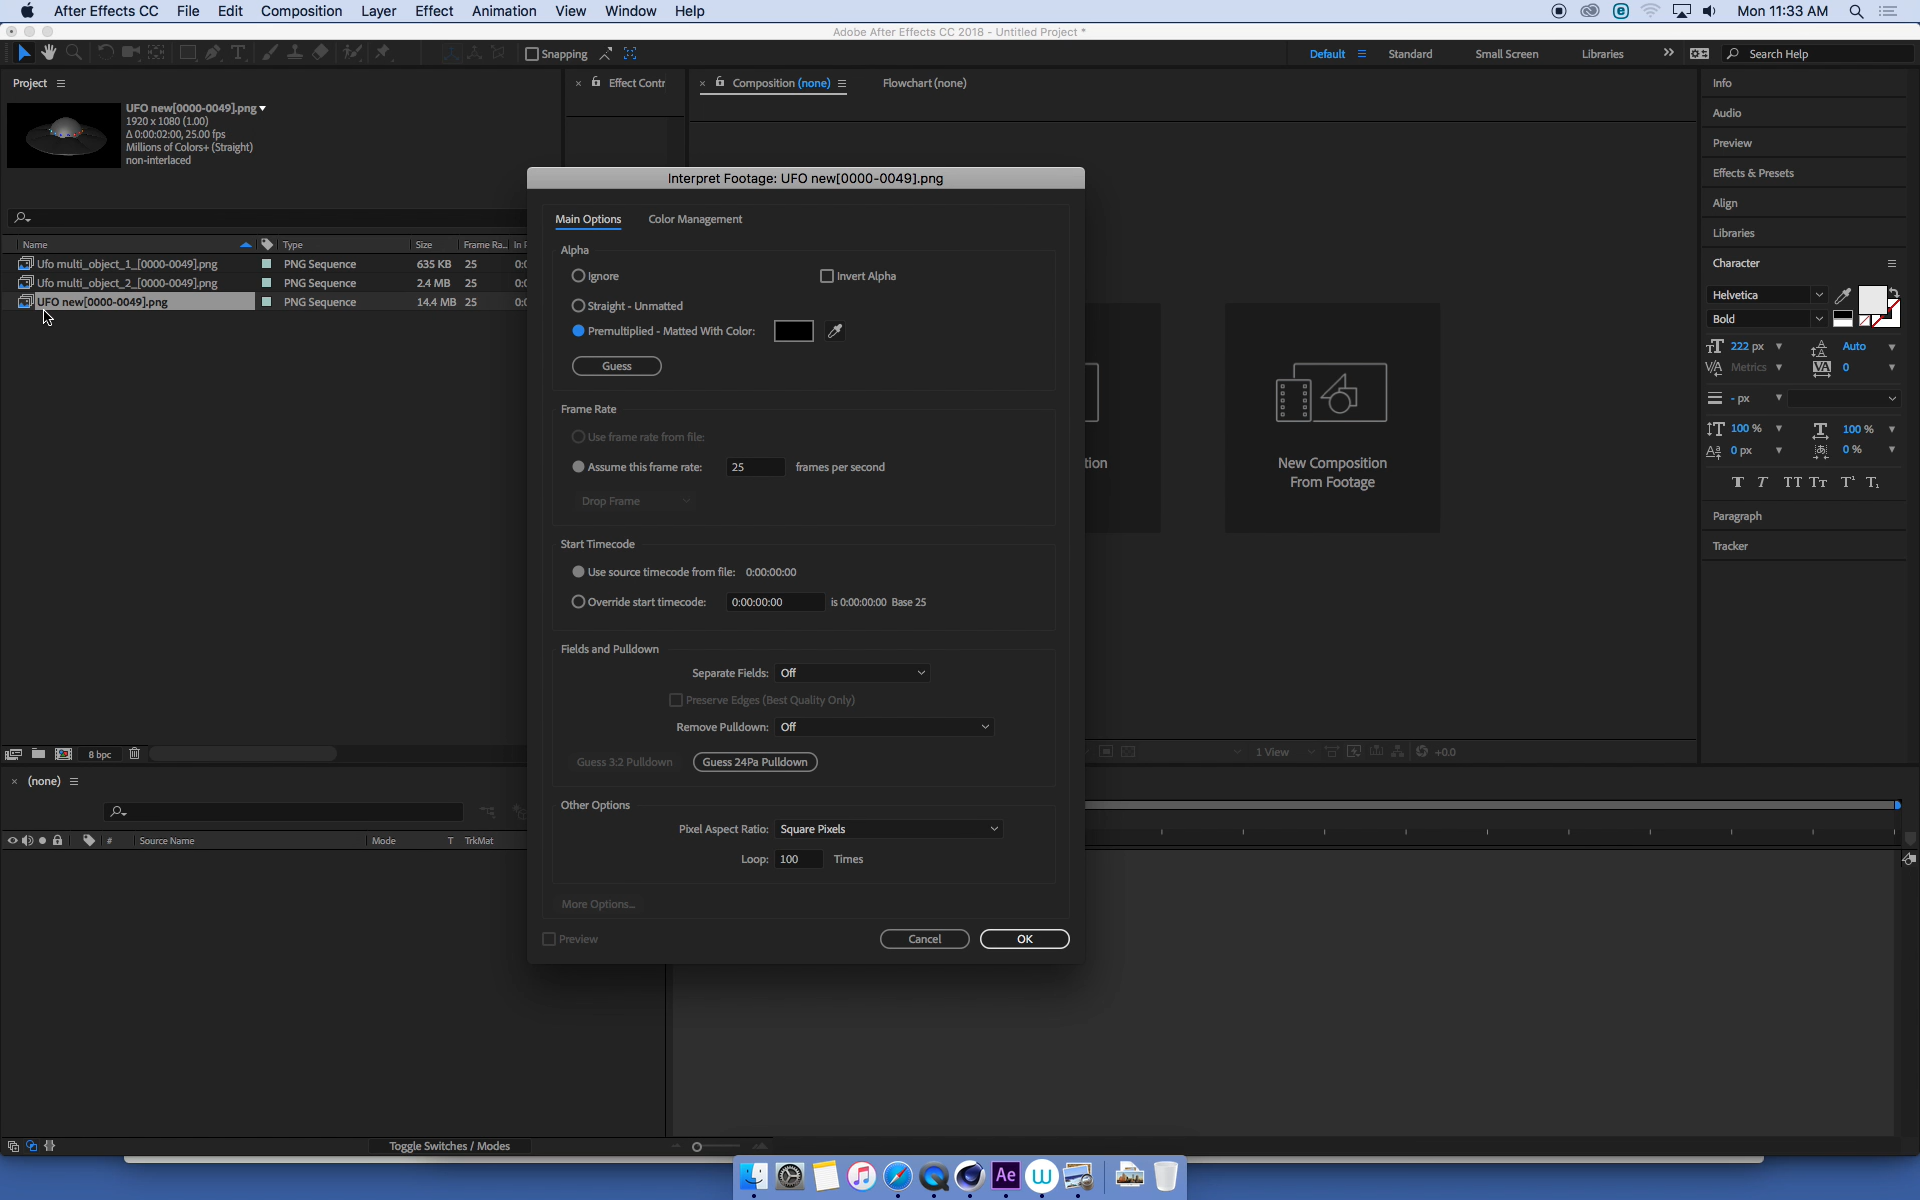 After Effects CC File Edit Composition Layer Effect Animation View Window Help
Mon 11:33 AM
Adobe After Effects CC 2018 - Untitled Project *
Snapping
Default Standard Small Screen Libraries
Search Help
Project
Effect Contr
Composition (none)
Flowchart (none)
UFO new[0000-0049].png
1920 x 1080 (1.00)
Δ 0:00:02:00, 25.00 fps
Millions of Colors+ (Straight)
non-interlaced
Name Type Size Frame Ra...
Ufo multi_object_1_[0000-0049].png PNG Sequence 635 KB 25
Ufo multi_object_2_[0000-0049].png PNG Sequence 2.4 MB 25
UFO new[0000-0049].png PNG Sequence 14.4 MB 25
8 bpc
Interpret Footage: UFO new[0000-0049].png
Main Options Color Management
Alpha
Ignore
Invert Alpha
Straight - Unmatted
Premultiplied - Matted With Color:
Guess
Frame Rate
Use frame rate from file:
Assume this frame rate: 25 frames per second
Drop Frame
Start Timecode
Use source timecode from file: 0:00:00:00
Override start timecode: 0:00:00:00 is 0:00:00:00 Base 25
Fields and Pulldown
Separate Fields: Off
Preserve Edges (Best Quality Only)
Remove Pulldown: Off
Guess 3:2 Pulldown Guess 24Pa Pulldown
Other Options
Pixel Aspect Ratio: Square Pixels
Loop: 100 Times
More Options...
Preview
Cancel OK
tion
New Composition
From Footage
1 View
+0.0
Info
Audio
Preview
Effects & Presets
Align
Libraries
Character
Helvetica
Bold
222 px Auto
Metrics 0
- px
100 % 100 %
0 px 0 %
Paragraph
Tracker
(none)
# Source Name Mode T TrkMat
Toggle Switches / Modes
Ae